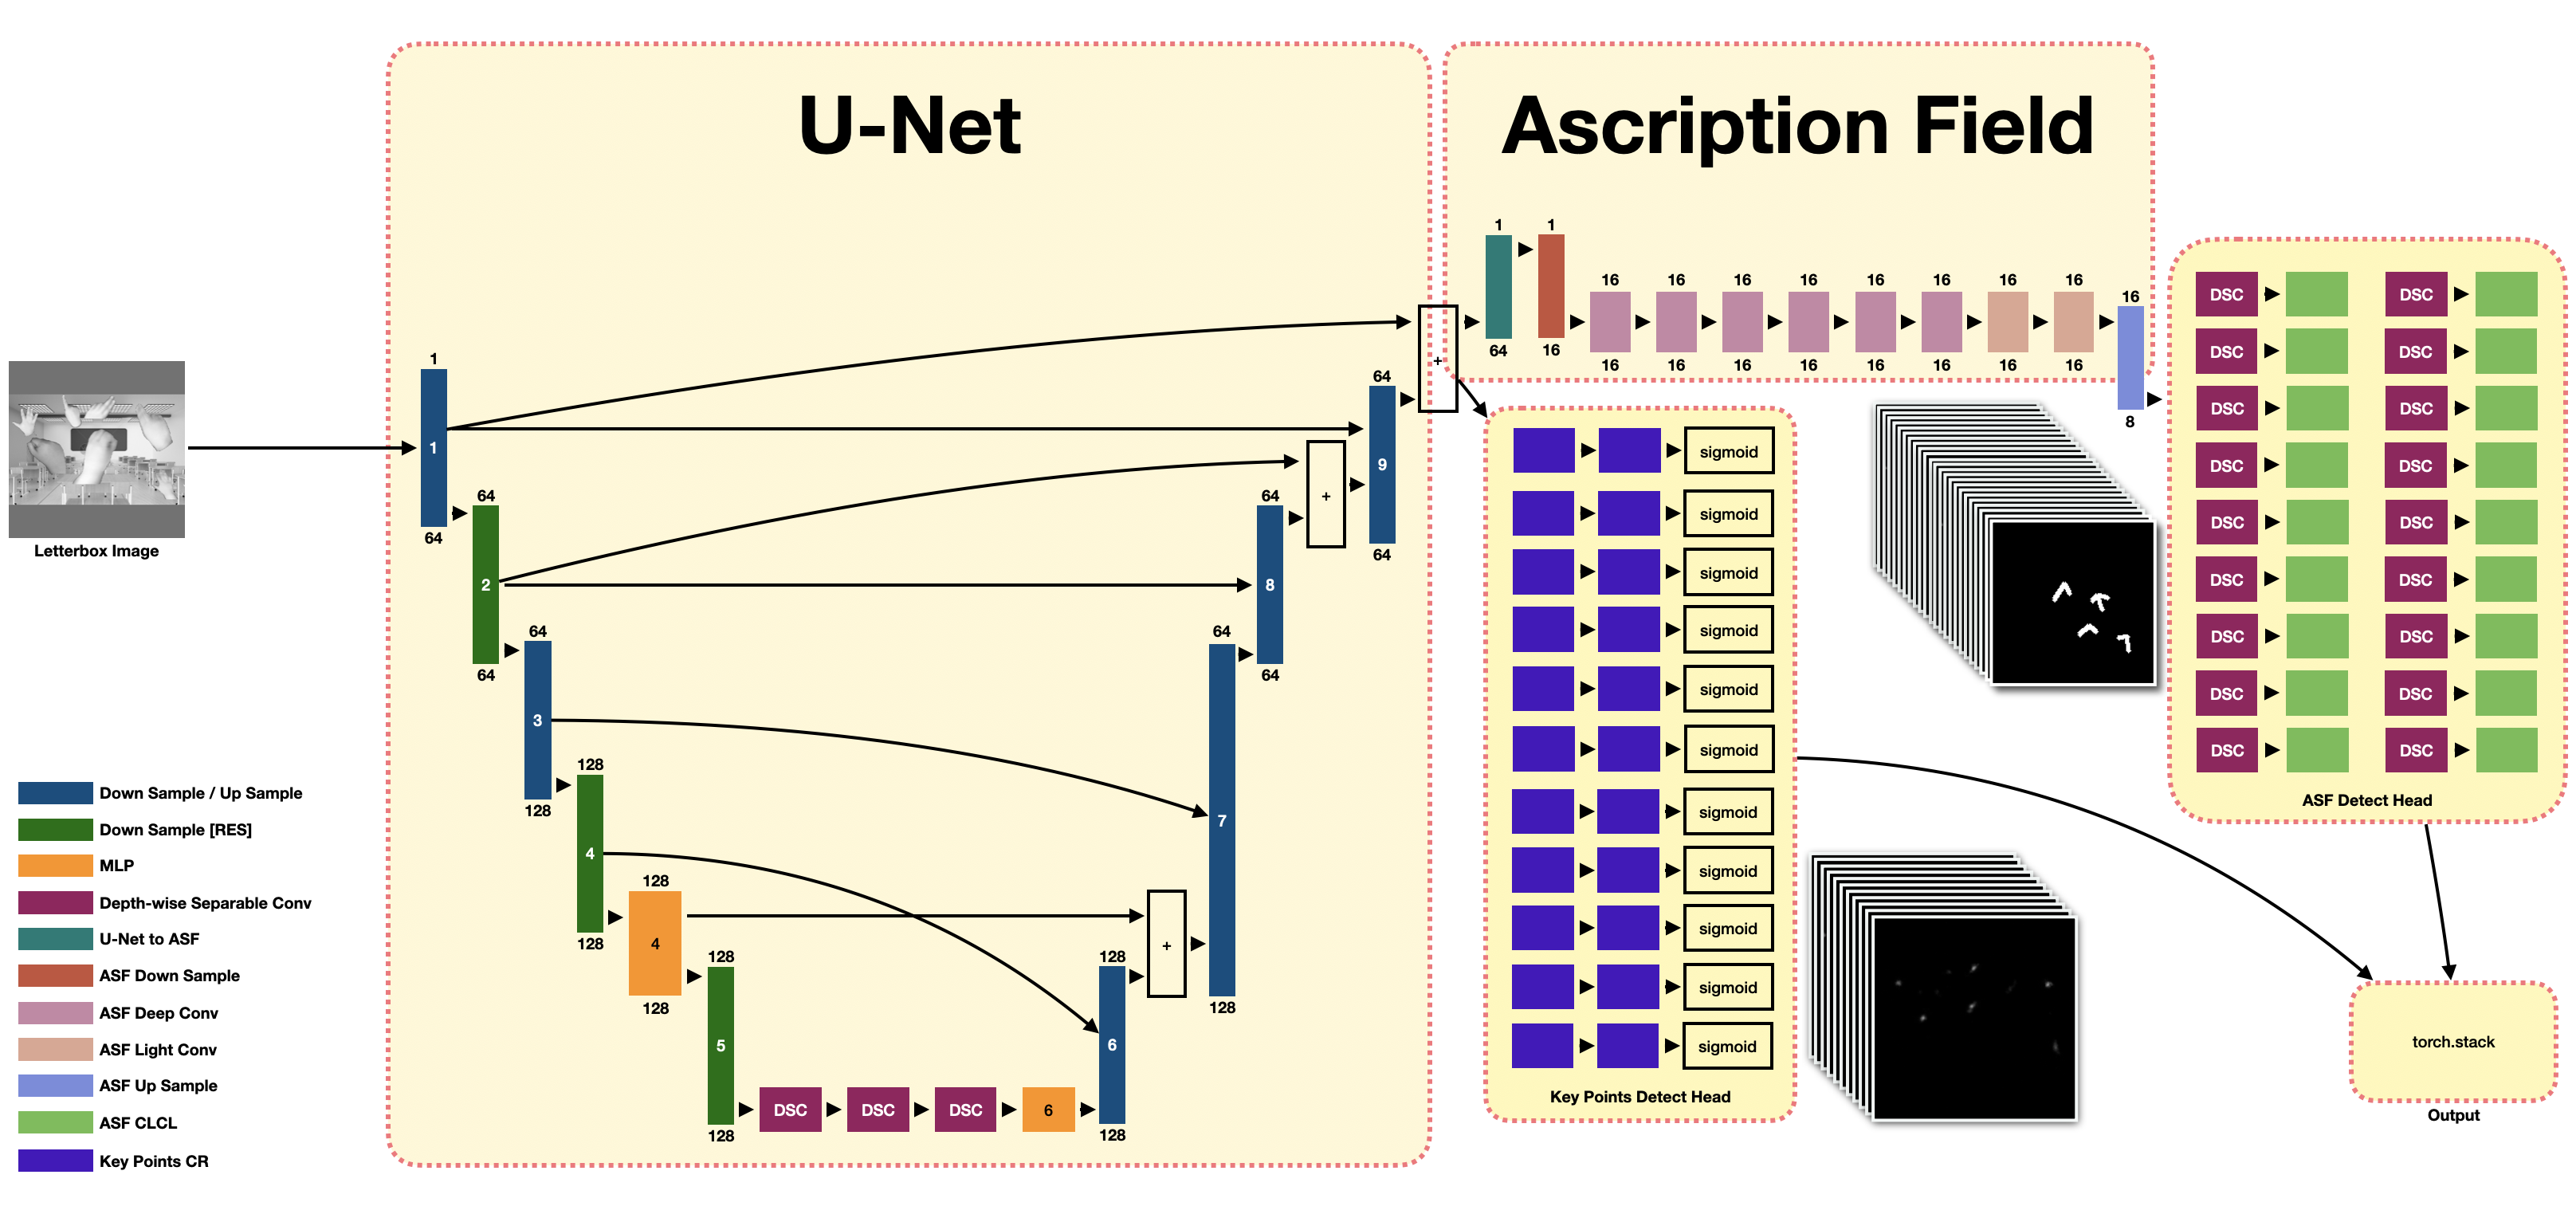 U-Net
Ascription Field
Letterbox Image
1
1
64
64
2
64
64
3
128
128
4
128
128
4
128
128
5
128
DSC
DSC
DSC
6
128
6
128
+
64
7
128
64
8
64
+
64
9
64
+
1
64
1
16
16 16 16 16 16 16 16 16
16 16 16 16 16 16 16 16
16
8
sigmoid
sigmoid
sigmoid
sigmoid
sigmoid
sigmoid
sigmoid
sigmoid
sigmoid
sigmoid
sigmoid
Key Points Detect Head
DSC DSC
DSC DSC
DSC DSC
DSC DSC
DSC DSC
DSC DSC
DSC DSC
DSC DSC
DSC DSC
ASF Detect Head
torch.stack
Output
Down Sample / Up Sample
Down Sample [RES]
MLP
Depth-wise Separable Conv
U-Net to ASF
ASF Down Sample
ASF Deep Conv
ASF Light Conv
ASF Up Sample
ASF CLCL
Key Points CR